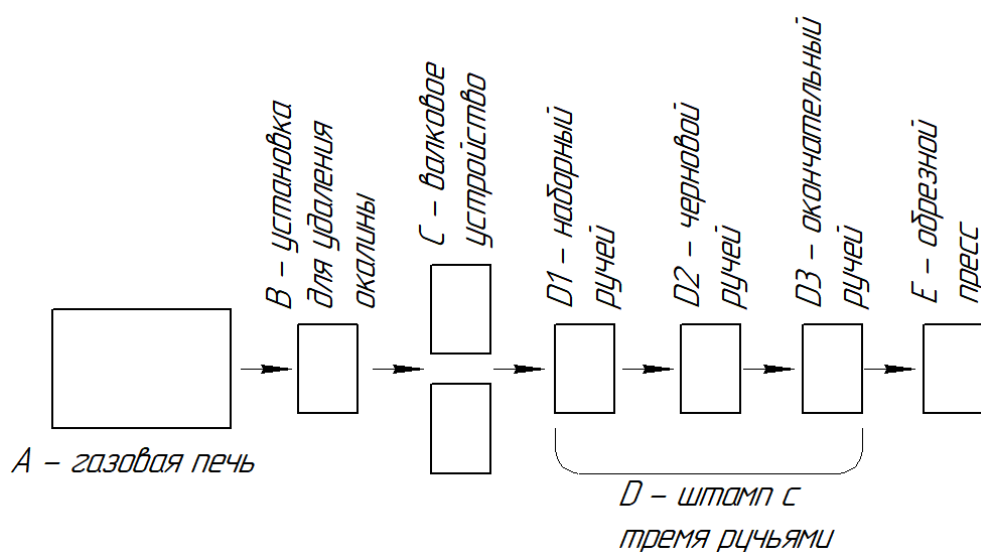 А – газовая печь
В – установка
для удаления
окалины
С – валковое
устройство
D1 – наборный
ручей
D2 – черновой
ручей
D3 – окончательный
ручей
Е – обрезной
пресс
D – штамп с
тремя ручьями